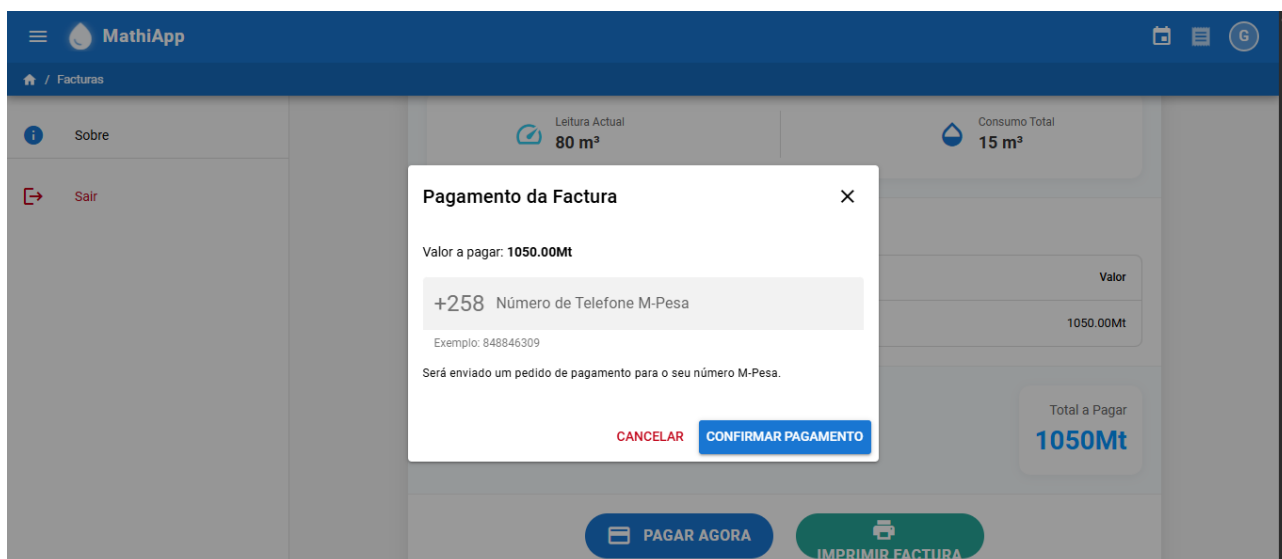 MathiApp
G
/ Facturas
Sobre
Sair
Leitura Actual
80 m³
Consumo Total
15 m³
Pagamento da Factura
Valor a pagar: 1050.00Mt
+258 Número de Telefone M-Pesa
Exemplo: 848846309
Será enviado um pedido de pagamento para o seu número M-Pesa.
CANCELAR CONFIRMAR PAGAMENTO
Valor
1050.00Mt
Total a Pagar
1050Mt
PAGAR AGORA
IMPRIMIR FACTURA